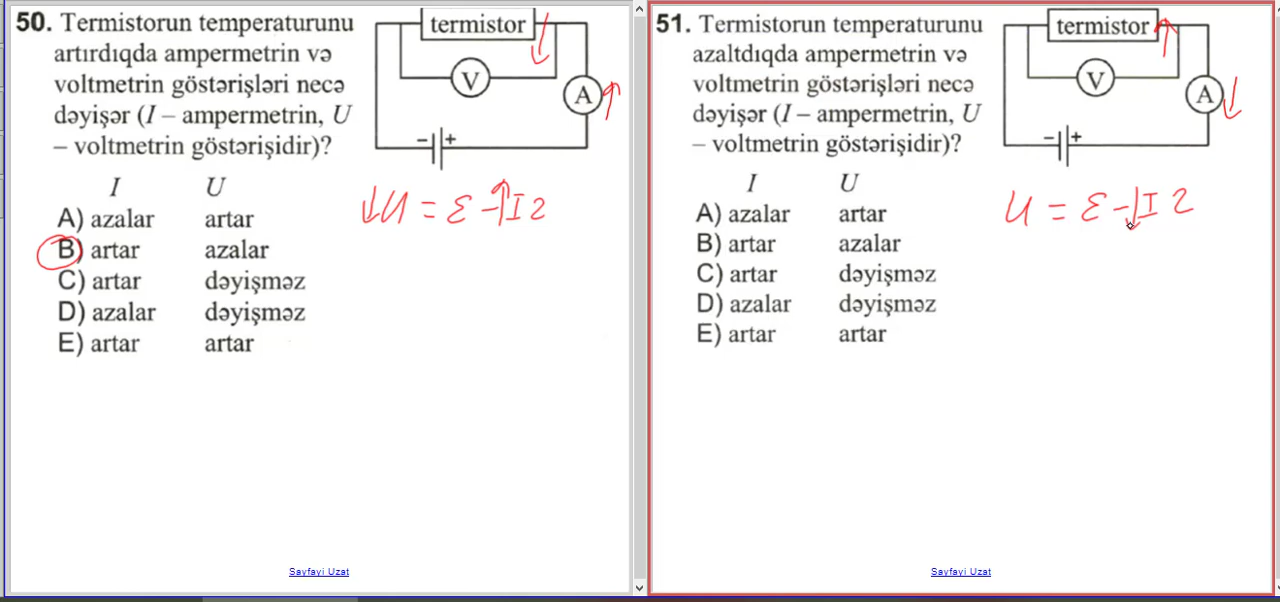 50. Termistorun temperaturunu
artırdıqda ampermetrin və
voltmetrin göstərişləri necə
dəyişər (I – ampermetrin, U
– voltmetrin göstərişidir)?
termistor
V
A
– +
I U
A) azalar artar
B) artar azalar
C) artar dəyişməz
D) azalar dəyişməz
E) artar artar
↓U = ε – ↑I r
Sayfayi Uzat
51. Termistorun temperaturunu
azaltdıqda ampermetrin və
voltmetrin göstərişləri necə
dəyişər (I – ampermetrin, U
– voltmetrin göstərişidir)?
termistor
V
A
– +
I U
A) azalar artar
B) artar azalar
C) artar dəyişməz
D) azalar dəyişməz
E) artar artar
U = ε – ↓I r
Sayfayi Uzat